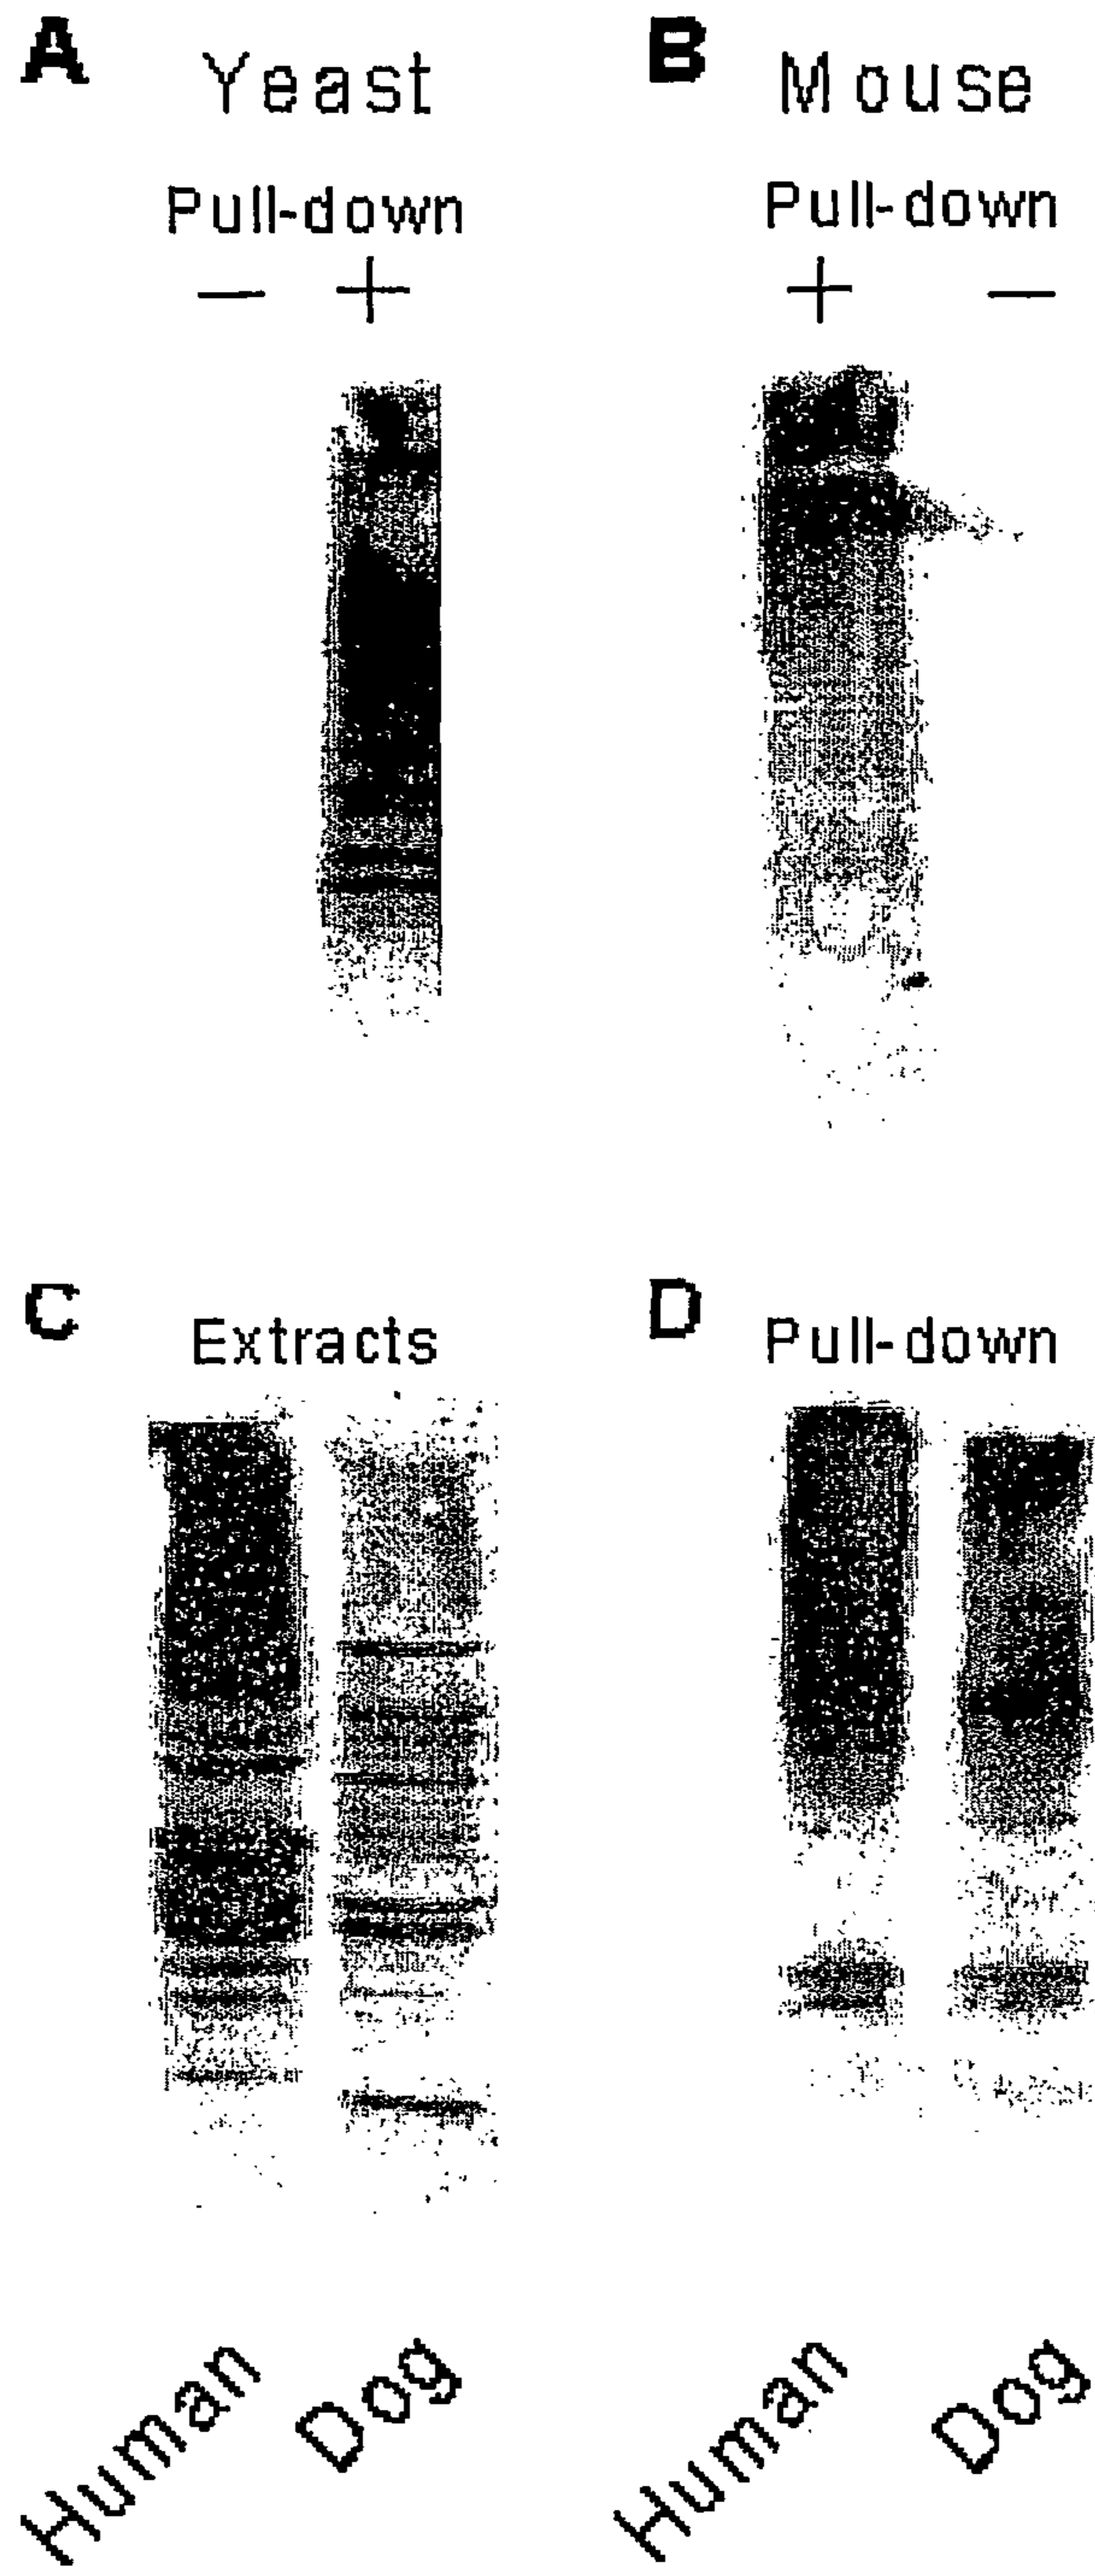 A Yeast
Pull-down
— +
B Mouse
Pull-down
+ —
C Extracts
Human Dog
D Pull-down
Human Dog